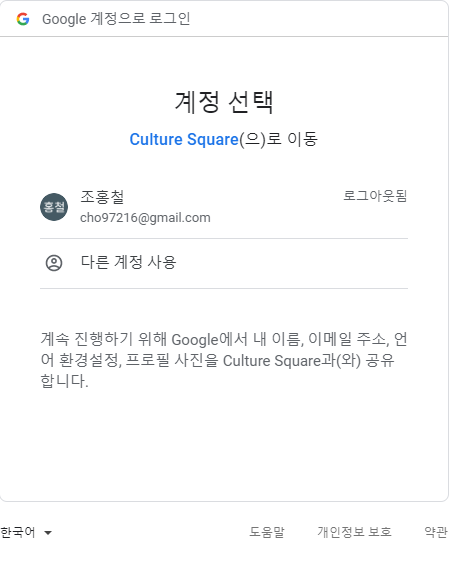 Google 계정으로 로그인
계정 선택
Culture Square(으)로 이동
홍철
조홍철
로그아웃됨
cho97216@gmail.com
다른 계정 사용
계속 진행하기 위해 Google에서 내 이름, 이메일 주소, 언
어 환경설정, 프로필 사진을 Culture Square과(와) 공유
합니다.
한국어
도움말
개인정보 보호
약관